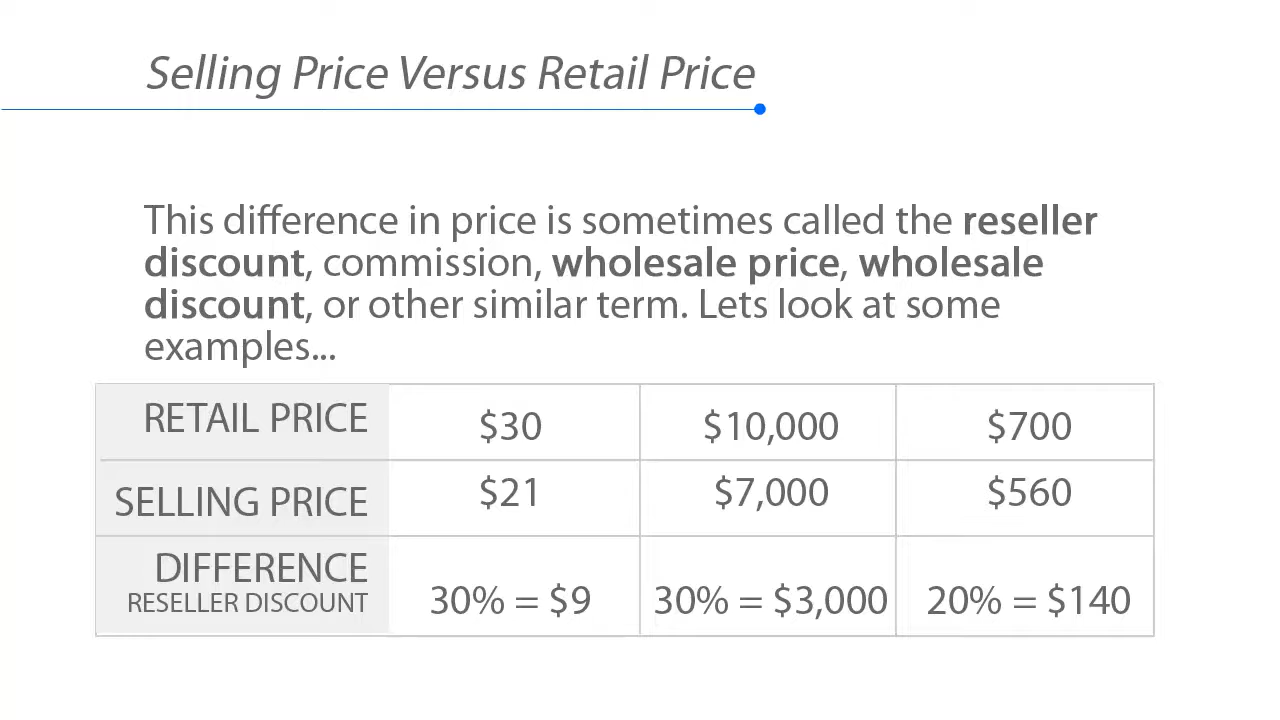 Selling Price Versus Retail Price
This difference in price is sometimes called the reseller
discount, commission, wholesale price, wholesale
discount, or other similar term. Lets look at some
examples...
RETAIL PRICE $30 $10,000 $700
SELLING PRICE $21 $7,000 $560
DIFFERENCE
RESELLER DISCOUNT 30% = $9 30% = $3,000 20% = $140